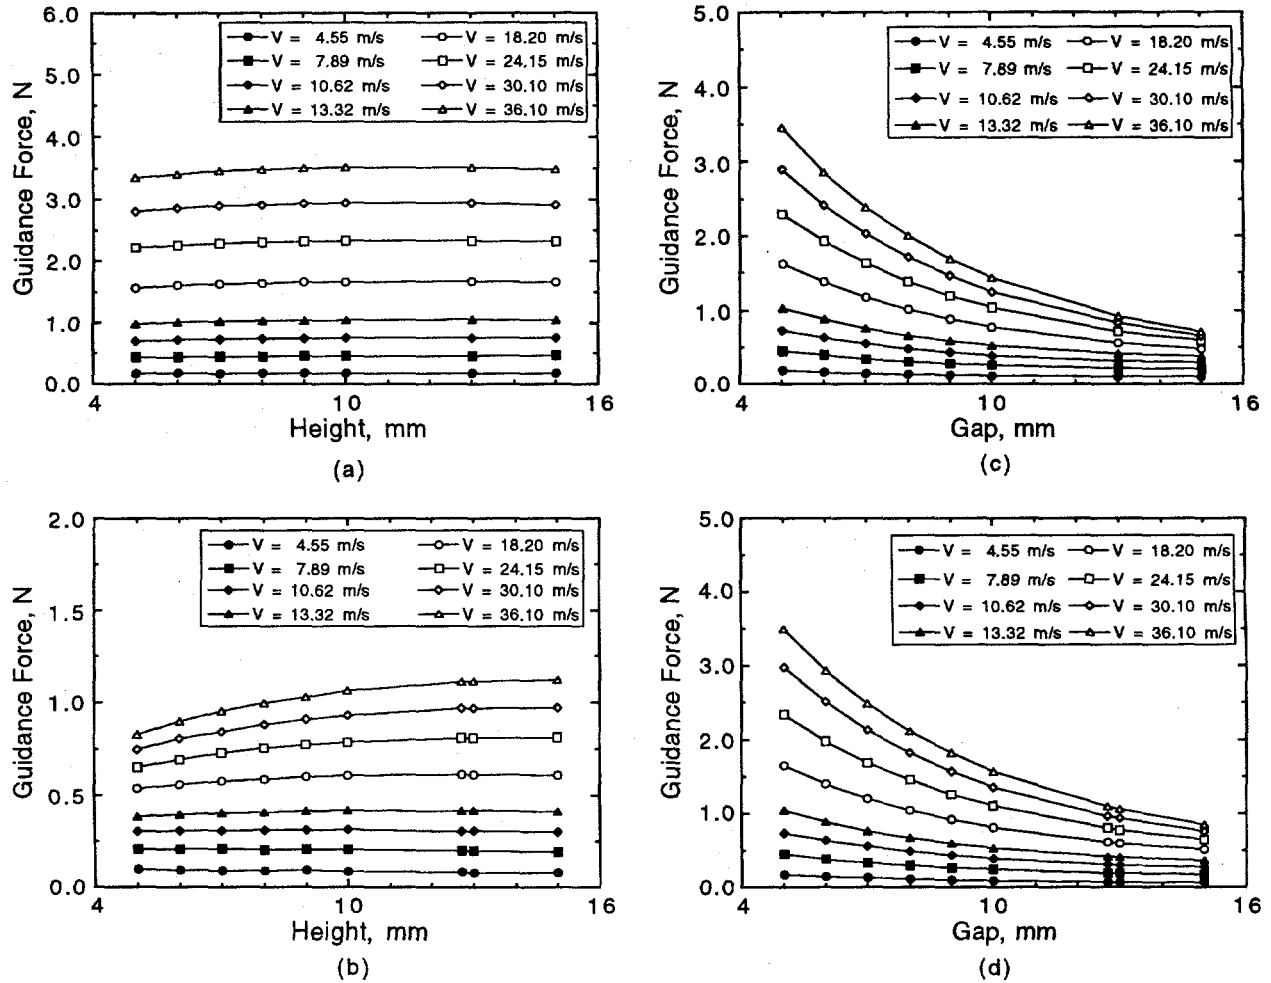 6.0
5.0
4.0
3.0
2.0
1.0
0.0
Guidance Force, N
V = 4.55 m/s
V = 7.89 m/s
V = 10.62 m/s
V = 13.32 m/s
V = 18.20 m/s
V = 24.15 m/s
V = 30.10 m/s
V = 36.10 m/s
4 10 16
Height, mm
(a)
5.0
4.0
3.0
2.0
1.0
0.0
Guidance Force, N
V = 4.55 m/s
V = 7.89 m/s
V = 10.62 m/s
V = 13.32 m/s
V = 18.20 m/s
V = 24.15 m/s
V = 30.10 m/s
V = 36.10 m/s
4 10 16
Gap, mm
(c)
2.0
1.5
1.0
0.5
0.0
Guidance Force, N
V = 4.55 m/s
V = 7.89 m/s
V = 10.62 m/s
V = 13.32 m/s
V = 18.20 m/s
V = 24.15 m/s
V = 30.10 m/s
V = 36.10 m/s
4 10 16
Height, mm
(b)
5.0
4.0
3.0
2.0
1.0
0.0
Guidance Force, N
V = 4.55 m/s
V = 7.89 m/s
V = 10.62 m/s
V = 13.32 m/s
V = 18.20 m/s
V = 24.15 m/s
V = 30.10 m/s
V = 36.10 m/s
4 10 16
Gap, mm
(d)